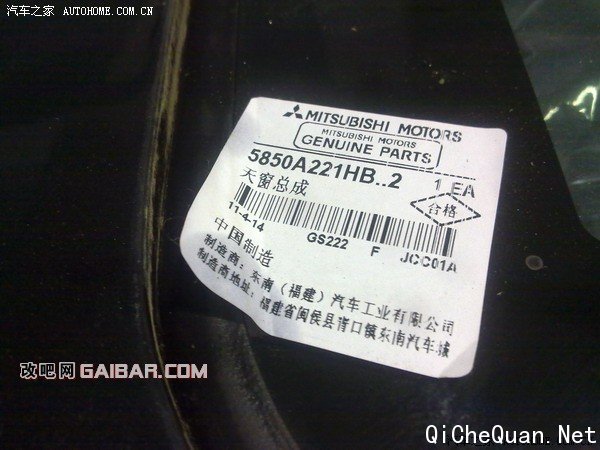 汽车之家 AUTOHOME.COM.CN
MITSUBISHI MOTORS
MITSUBISHI MOTORS
GENUINE PARTS
5850A221HB..2
1 EA
天窗总成
合格
11-4-14
GS222 F JCC01A
中国制造
制造商：东南（福建）汽车工业有限公司
制造商地址：福建省闽侯县青口镇东南汽车城
改吧网 GAIBAR.COM
QiCheQuan.Net